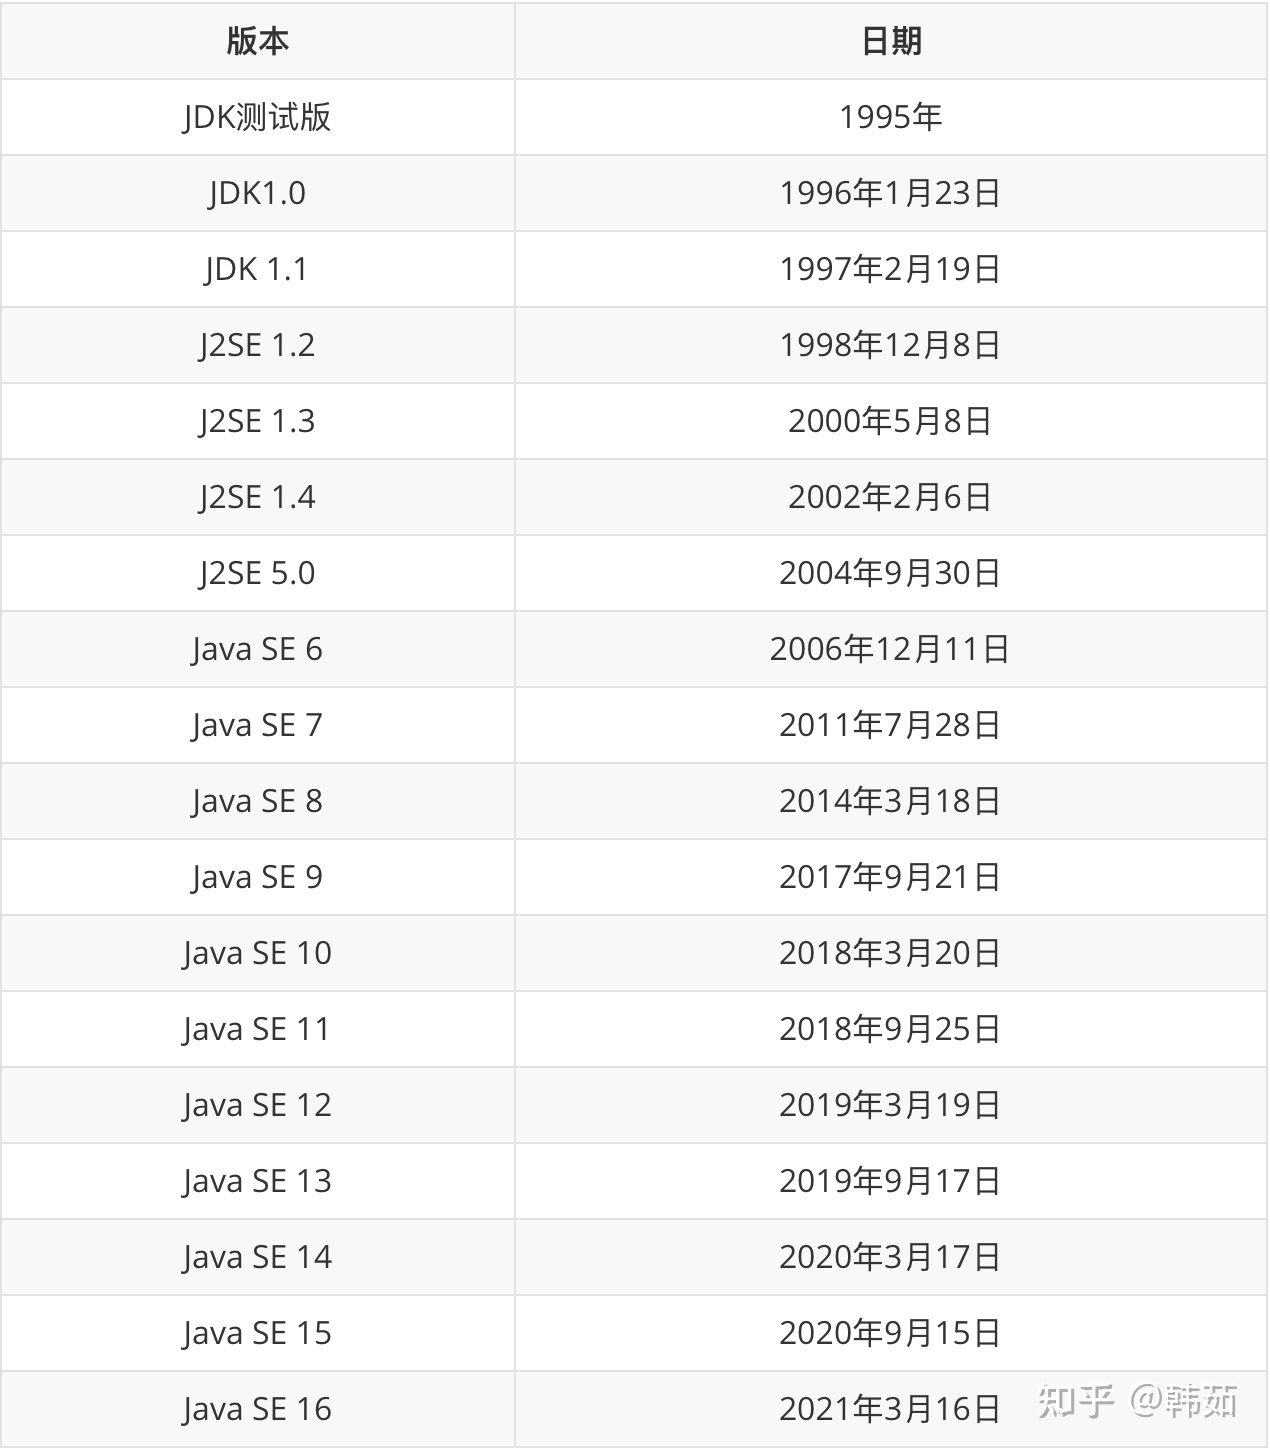 版本 日期
JDK测试版 1995年
JDK1.0 1996年1月23日
JDK 1.1 1997年2月19日
J2SE 1.2 1998年12月8日
J2SE 1.3 2000年5月8日
J2SE 1.4 2002年2月6日
J2SE 5.0 2004年9月30日
Java SE 6 2006年12月11日
Java SE 7 2011年7月28日
Java SE 8 2014年3月18日
Java SE 9 2017年9月21日
Java SE 10 2018年3月20日
Java SE 11 2018年9月25日
Java SE 12 2019年3月19日
Java SE 13 2019年9月17日
Java SE 14 2020年3月17日
Java SE 15 2020年9月15日
Java SE 16 2021年3月16日
知乎 @韩茹